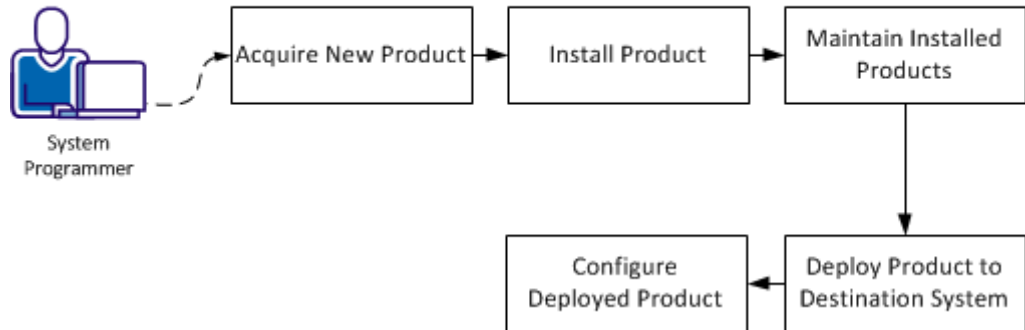 System
Programmer
Acquire New Product
Install Product
Maintain Installed
Products
Deploy Product to
Destination System
Configure
Deployed Product